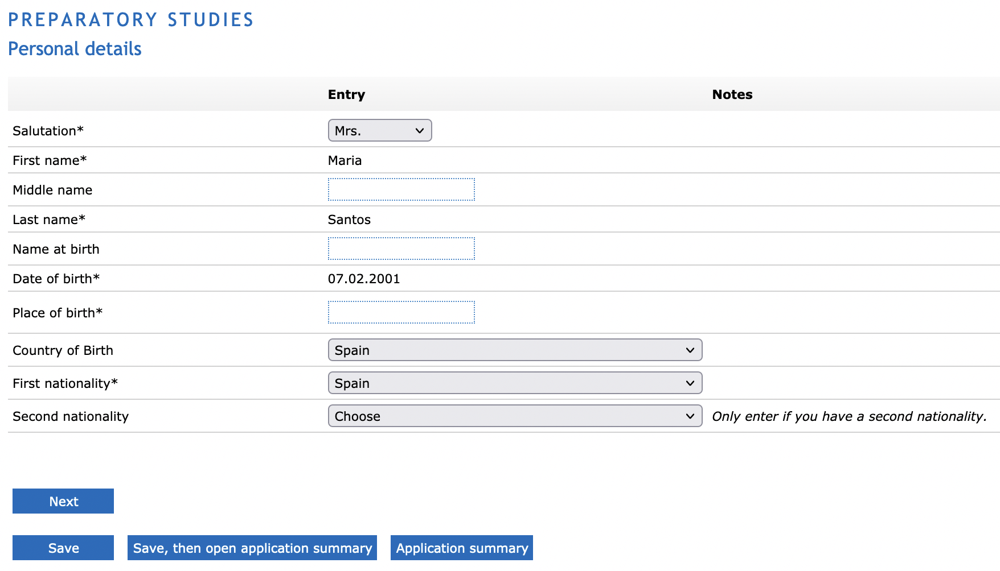 PREPARATORY STUDIES
Personal details
Entry Notes
Salutation* Mrs.
First name* Maria
Middle name
Last name* Santos
Name at birth
Date of birth* 07.02.2001
Place of birth*
Country of Birth Spain
First nationality* Spain
Second nationality Choose Only enter if you have a second nationality.
Next
Save Save, then open application summary Application summary